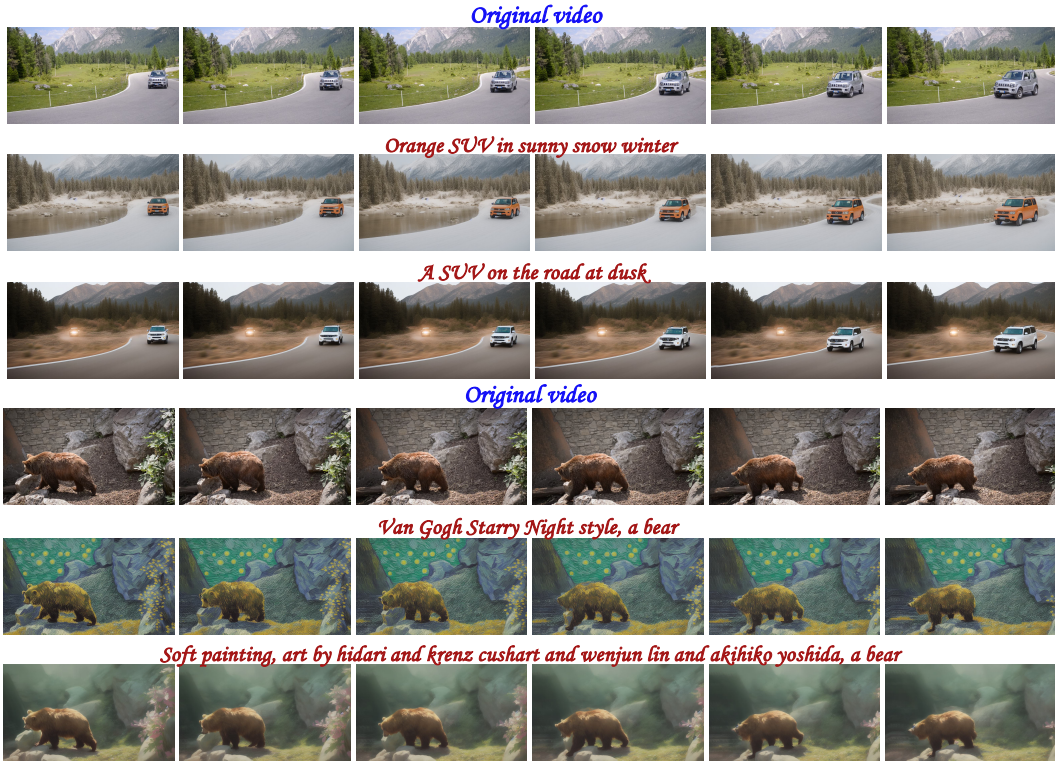 Original video
Orange SUV in sunny snow winter
A SUV on the road at dusk
Original video
Van Gogh Starry Night style, a bear
Soft painting, art by hidari and krenz cushart and wenjun lin and akihiko yoshida, a bear